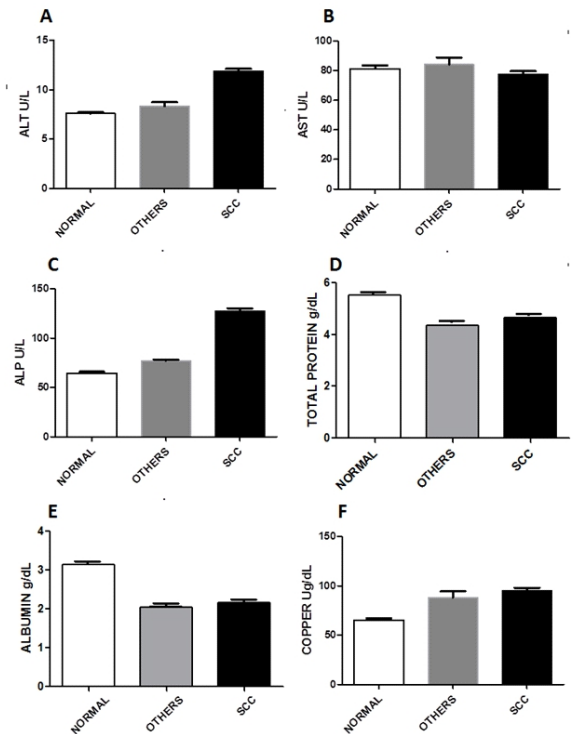 A
ALT U/L
15
10
5
0
NORMAL
OTHERS
SCC
B
AST U/L
100
80
60
40
20
0
NORMAL
OTHERS
SCC
C
ALP U/L
150
100
50
0
NORMAL
OTHERS
SCC
D
TOTAL PROTEIN g/dL
6
4
2
0
NORMAL
OTHERS
SCC
E
ALBUMIN g/dL
4
3
2
1
0
NORMAL
OTHERS
SCC
F
COPPER Ug/dL
150
100
50
0
NORMAL
OTHERS
SCC